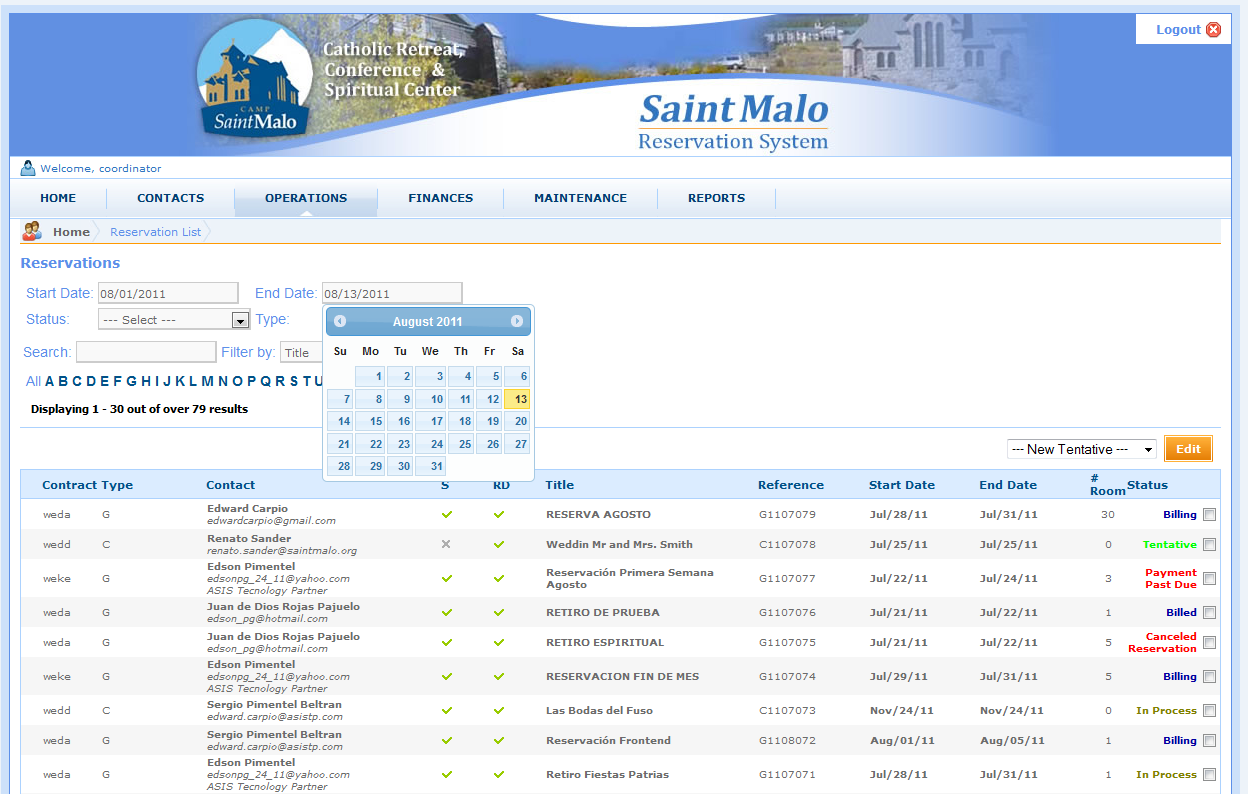 Logout
Catholic Retreat,
Conference &
Spiritual Center
CAMP
Saint Malo
Saint Malo
Reservation System
Welcome, coordinator
HOME CONTACTS OPERATIONS FINANCES MAINTENANCE REPORTS
Home Reservation List
Reservations
Start Date: 08/01/2011 End Date: 08/13/2011
Status: --- Select --- Type:
Search: Filter by: Title
All A B C D E F G H I J K L M N O P Q R S T U
Displaying 1 - 30 out of over 79 results
August 2011
Su Mo Tu We Th Fr Sa
1 2 3 4 5 6
7 8 9 10 11 12 13
14 15 16 17 18 19 20
21 22 23 24 25 26 27
28 29 30 31
--- New Tentative --- Edit
Contract Type Contact S RD Title Reference Start Date End Date # Room Status
weda G Edward Carpio RESERVA AGOSTO G1107079 Jul/28/11 Jul/31/11 30 Billing
edwardcarpio@gmail.com
wedd C Renato Sander Weddin Mr and Mrs. Smith C1107078 Jul/25/11 Jul/25/11 0 Tentative
renato.sander@saintmalo.org
weke G Edson Pimentel Reservación Primera Semana Agosto G1107077 Jul/22/11 Jul/24/11 3 Payment Past Due
edsonpg_24_11@yahoo.com
ASIS Tecnology Partner
weda G Juan de Dios Rojas Pajuelo RETIRO DE PRUEBA G1107076 Jul/21/11 Jul/22/11 1 Billed
edson_pg@hotmail.com
weda G Juan de Dios Rojas Pajuelo RETIRO ESPIRITUAL G1107075 Jul/21/11 Jul/22/11 5 Canceled Reservation
edson_pg@hotmail.com
weke G Edson Pimentel RESERVACION FIN DE MES G1107074 Jul/29/11 Jul/31/11 5 Billing
edsonpg_24_11@yahoo.com
ASIS Tecnology Partner
wedd C Sergio Pimentel Beltran Las Bodas del Fuso C1107073 Nov/24/11 Nov/24/11 0 In Process
edward.carpio@asistp.com
weda G Sergio Pimentel Beltran Reservación Frontend G1108072 Aug/01/11 Aug/05/11 1 Billing
edward.carpio@asistp.com
weda G Edson Pimentel Retiro Fiestas Patrias G1107071 Jul/28/11 Jul/31/11 1 In Process
edsonpg_24_11@yahoo.com
ASIS Tecnology Partner